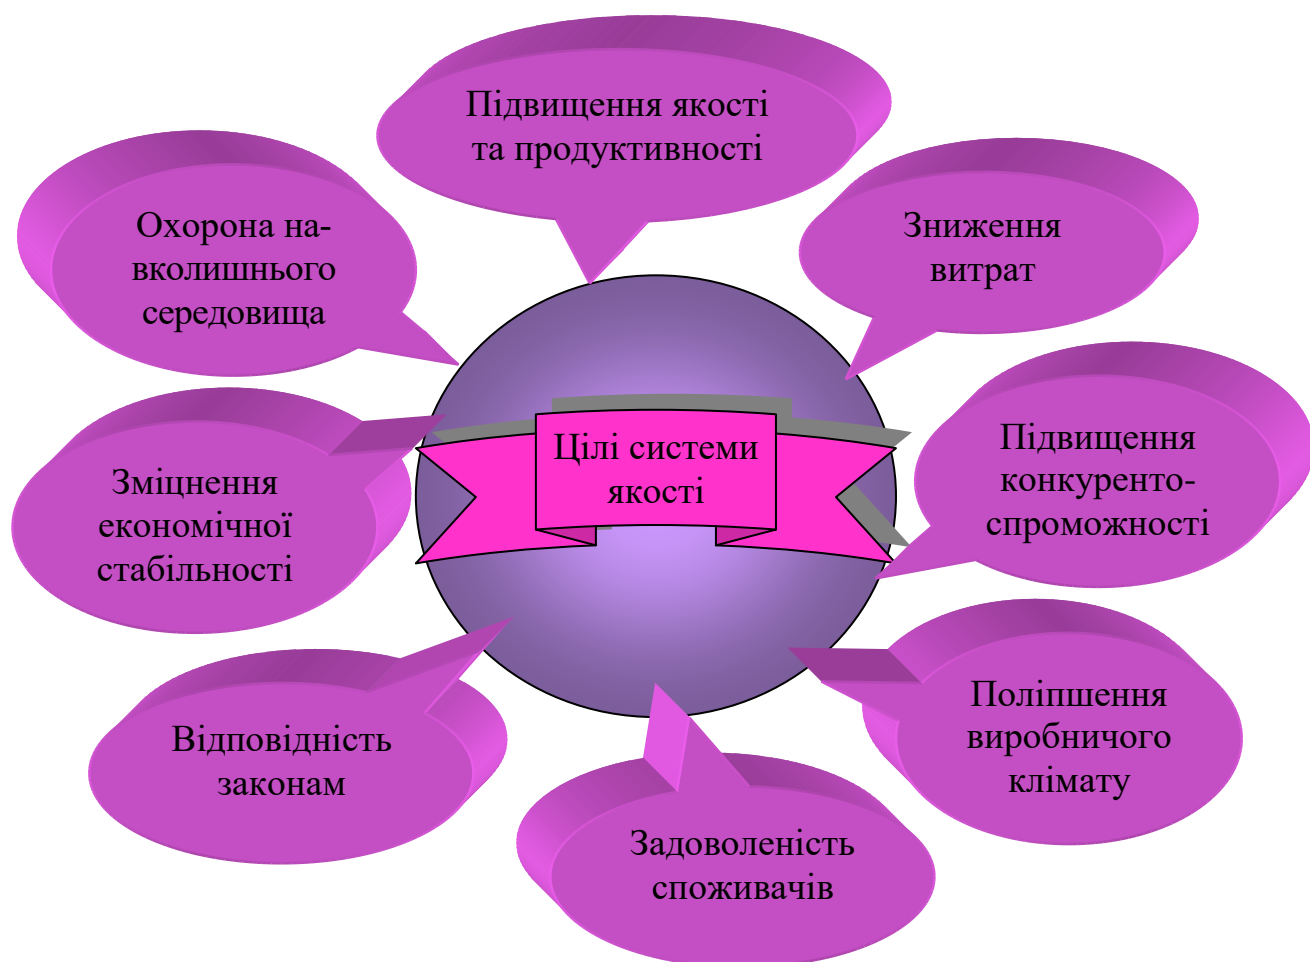 Підвищення якості
та продуктивності
Охорона на-
вколишнього
середовища
Зниження
витрат
Цілі системи
якості
Підвищення
конкуренто-
спроможності
Зміцнення
економічної
стабільності
Поліпшення
виробничого
клімату
Відповідність
законам
Задоволеність
споживачів